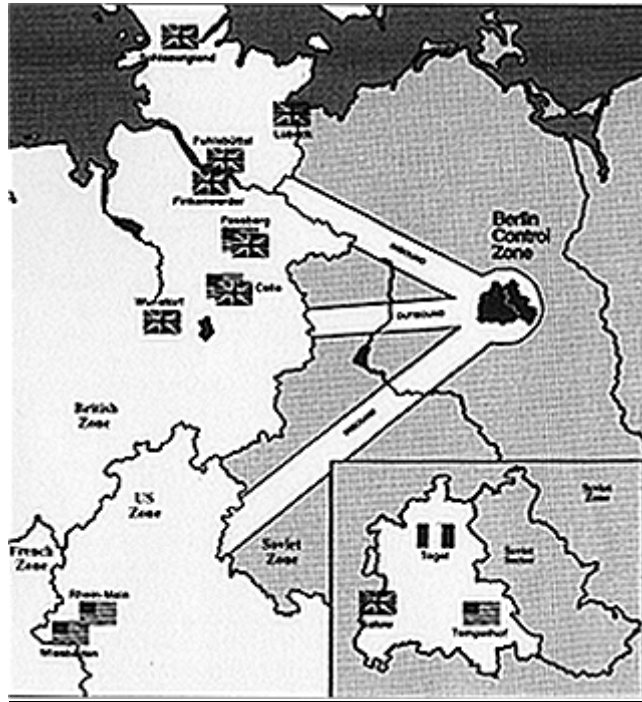 Schleswigland
Lübeck
Fuhlsbüttel
Finkenwerder
Fassberg
Celle
Wunstorf
Berlin
Control
Zone
INBOUND
OUTBOUND
INBOUND
British
Zone
US
Zone
French
Zone
Soviet
Zone
Rhein-Main
Wiesbaden
Soviet
Zone
Soviet
Sector
Tegel
Gatow
Tempelhof